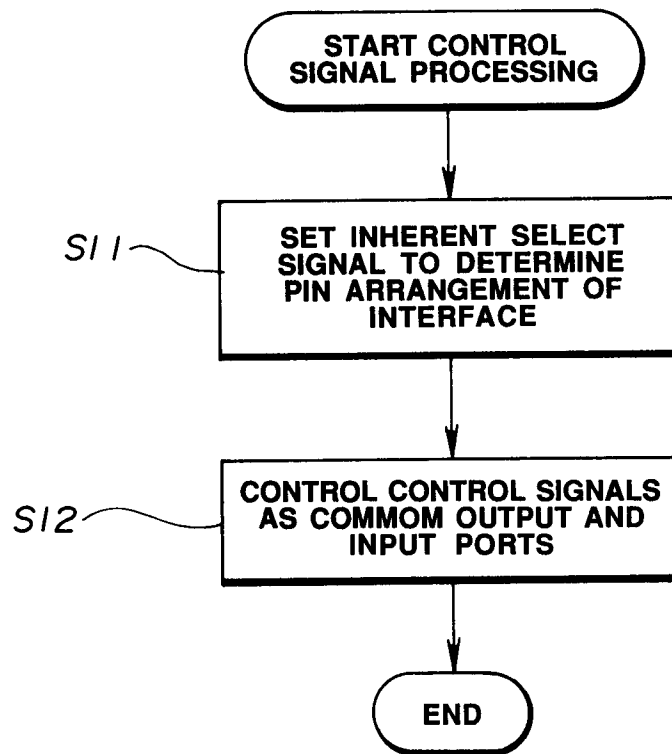 START CONTROL
SIGNAL PROCESSING
S11
SET INHERENT SELECT
SIGNAL TO DETERMINE
PIN ARRANGEMENT OF
INTERFACE
S12
CONTROL CONTROL SIGNALS
AS COMMOM OUTPUT AND
INPUT PORTS
END